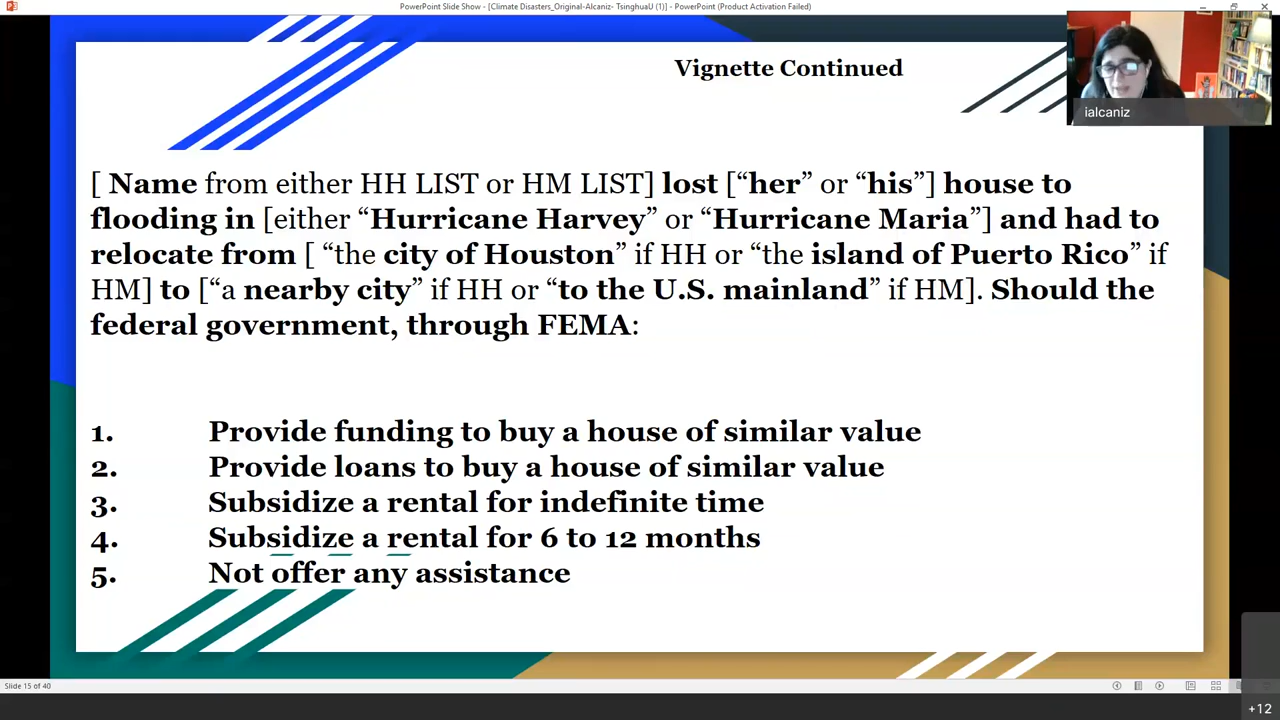 PowerPoint Slide Show - [Climate Disasters_Original-Alcaniz- TsinghuaU (1)] - PowerPoint (Product Activation Failed)
Vignette Continued
ialcaniz
[ Name from either HH LIST or HM LIST] lost [“her” or “his”] house to
flooding in [either “Hurricane Harvey” or “Hurricane Maria”] and had to
relocate from [ “the city of Houston” if HH or “the island of Puerto Rico” if
HM] to [“a nearby city” if HH or “to the U.S. mainland” if HM]. Should the
federal government, through FEMA:
1. Provide funding to buy a house of similar value
2. Provide loans to buy a house of similar value
3. Subsidize a rental for indefinite time
4. Subsidize a rental for 6 to 12 months
5. Not offer any assistance
Slide 15 of 40
+12